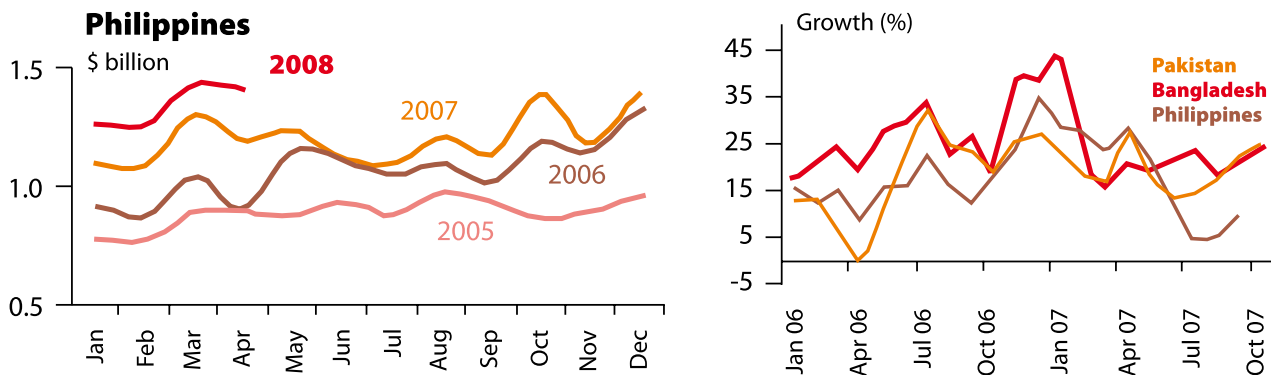 Philippines
$ billion
1.5
1.0
0.5
2008
2007
2006
2005
Jan
Feb
Mar
Apr
May
Jun
Jul
Aug
Sep
Oct
Nov
Dec
Growth (%)
45
35
25
15
5
-5
Pakistan
Bangladesh
Philippines
Jan 06
Apr 06
Jul 06
Oct 06
Jan 07
Apr 07
Jul 07
Oct 07